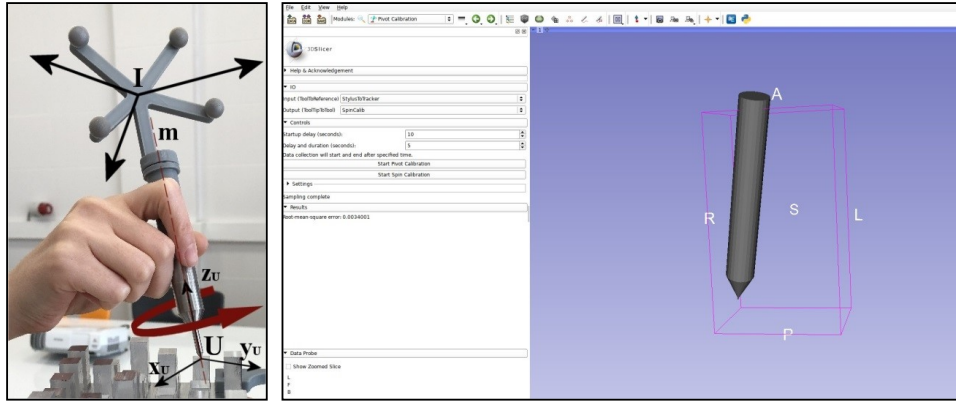 I
m
zU
U
xU
yU
File Edit View Help
Modules: Pivot Calibration
1
3DSlicer
Help & Acknowledgement
IO
Input (ToolToReference) StylusToTracker
Output (ToolTipToTool) SpinCalib
Controls
Startup delay (seconds): 10
Delay and duration (seconds): 5
Data collection will start and end after specified time.
Start Pivot Calibration
Start Spin Calibration
Settings
Sampling complete
Results
Root-mean-square error: 0.0034001
Data Probe
Show Zoomed Slice
L
F
B
A
R
S
L
P